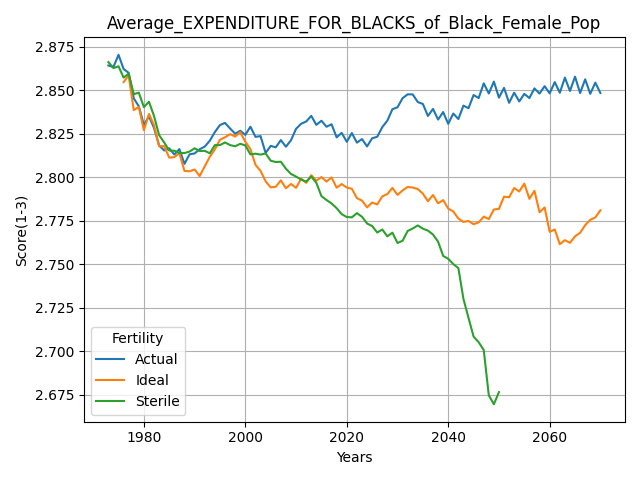 Average_EXPENDITURE_FOR_BLACKS_of_Black_Female_Pop
Score(1-3)
2.875
2.850
2.825
2.800
2.775
2.750
2.725
2.700
2.675
Fertility
Actual
Ideal
Sterile
1980
2000
2020
2040
2060
Years